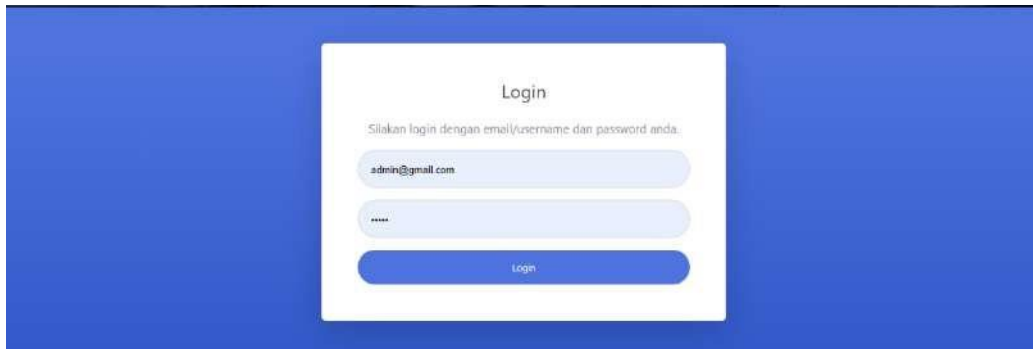 Login
Silakan login dengan email/username dan password anda.
admin@gmail.com
•••••
Login